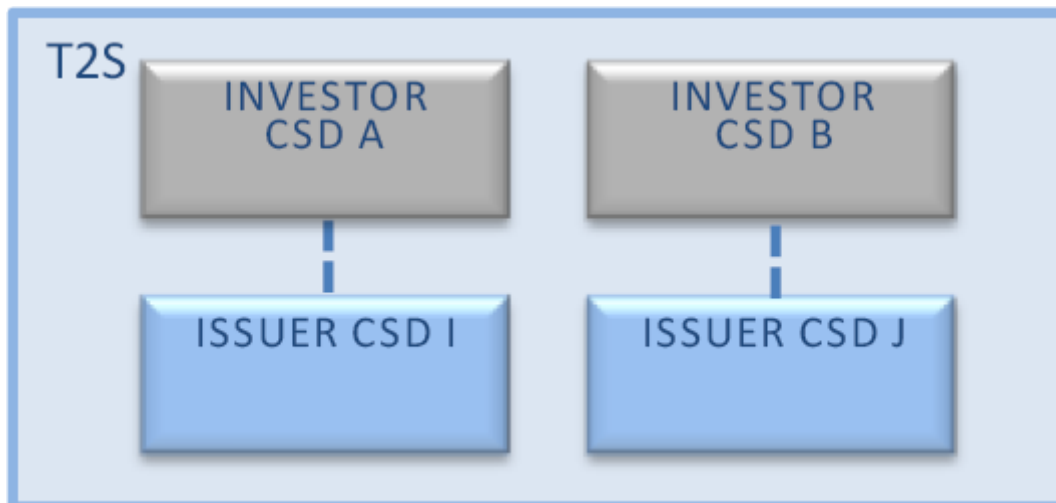 T2S
INVESTOR
CSD A
INVESTOR
CSD B
ISSUER CSD I
ISSUER CSD J